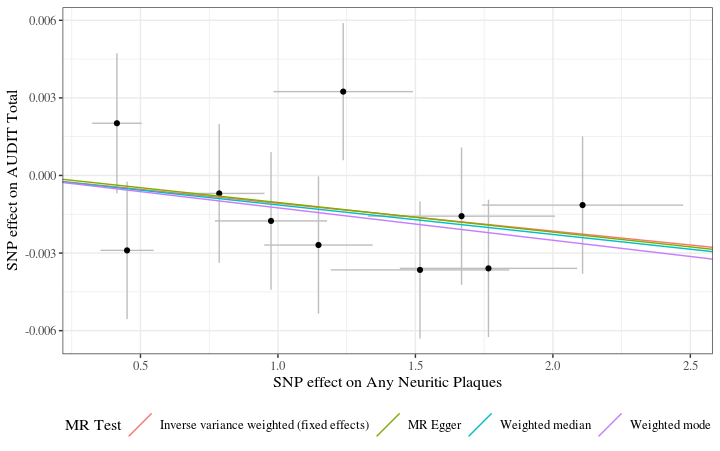 0.006
0.003
0.000
-0.003
-0.006
SNP effect on AUDIT Total
0.5 1.0 1.5 2.0 2.5
SNP effect on Any Neuritic Plaques
MR Test Inverse variance weighted (fixed effects) MR Egger Weighted median Weighted mode